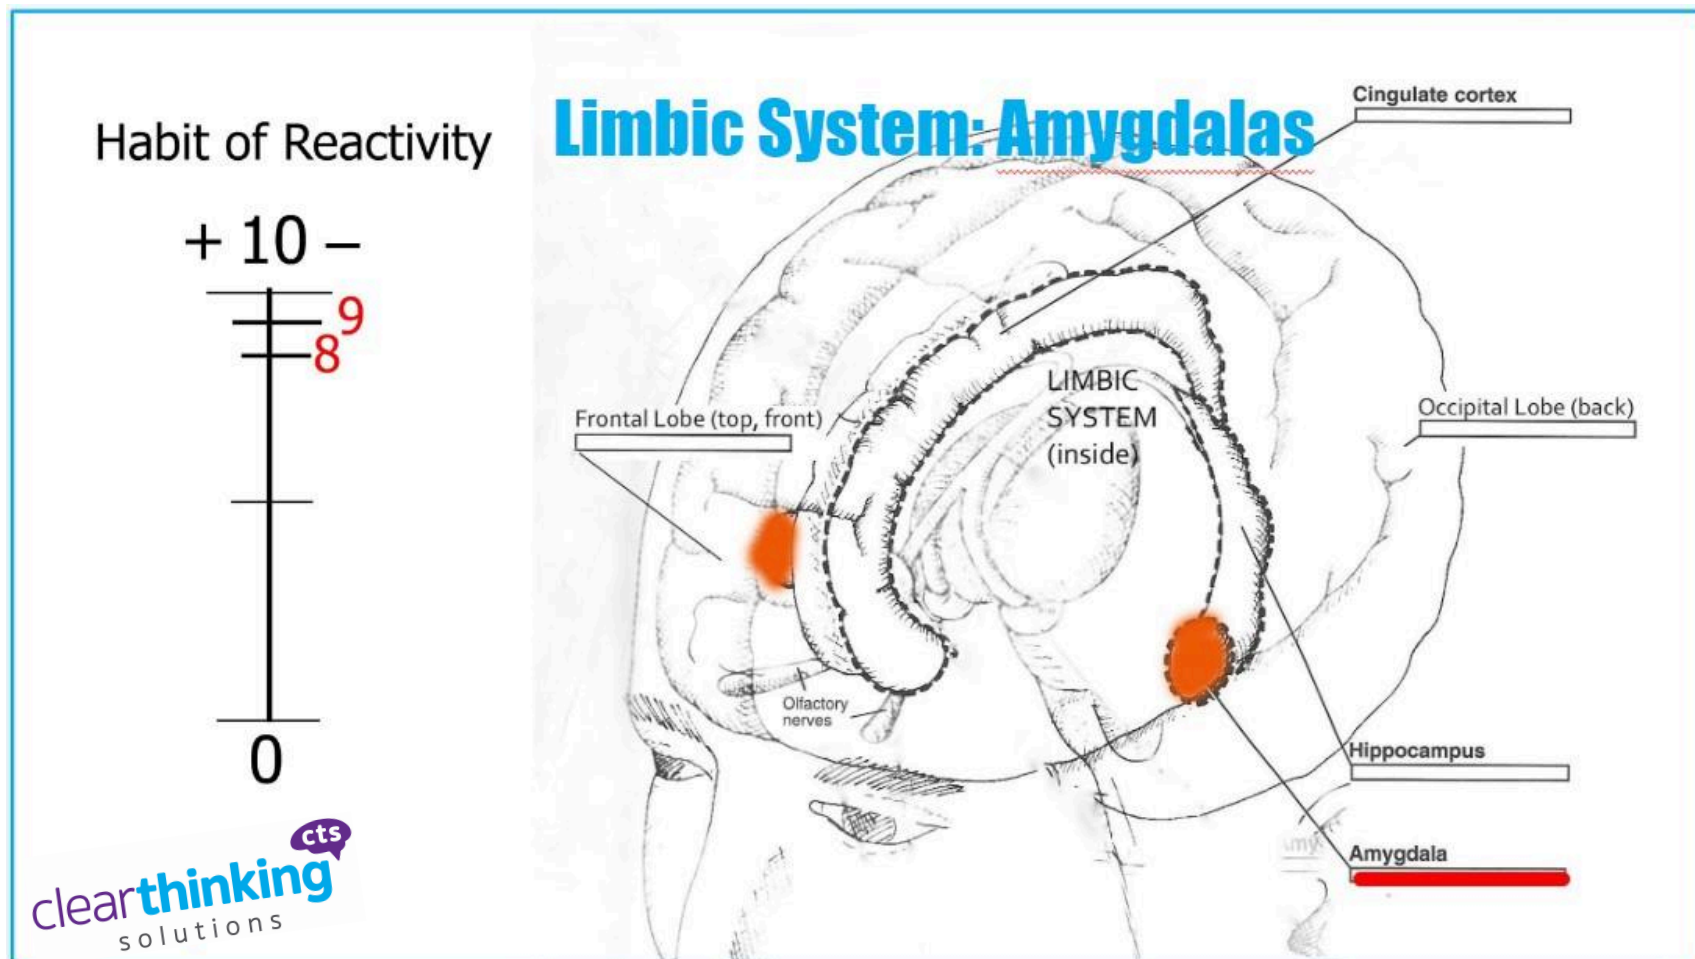 Habit of Reactivity
+ 10 –
9
8
0
cts
clearthinking
solutions
Limbic System: Amygdalas
Cingulate cortex
LIMBIC
SYSTEM
(inside)
Frontal Lobe (top, front)
Occipital Lobe (back)
Olfactory
nerves
Hippocampus
Amygdala